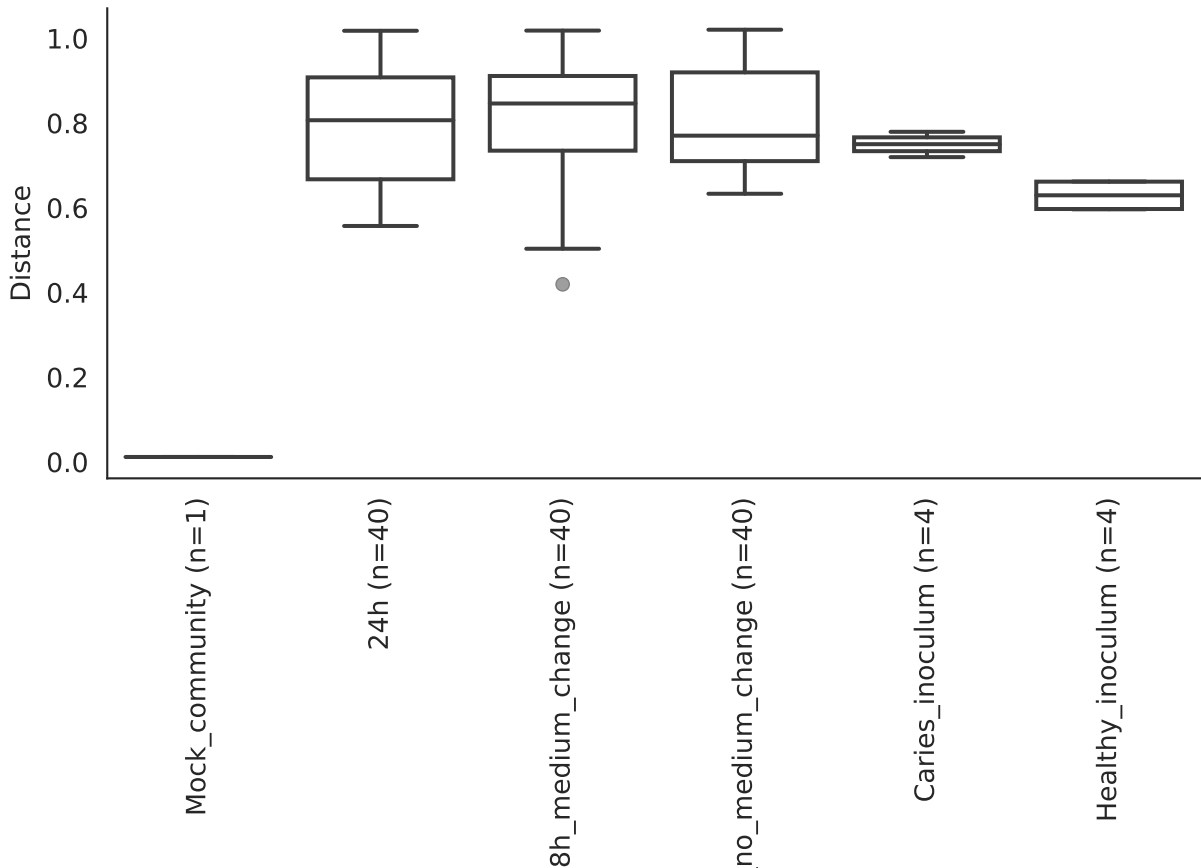 Distance
1.0
0.8
0.6
0.4
0.2
0.0
Mock_community (n=1)
24h (n=40)
8h_medium_change (n=40)
no_medium_change (n=40)
Caries_inoculum (n=4)
Healthy_inoculum (n=4)